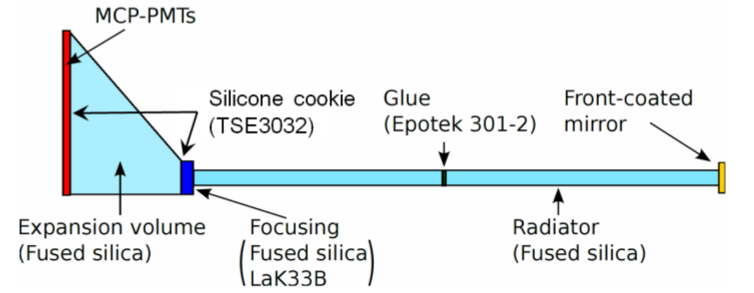 MCP-PMTs
Silicone cookie
(TSE3032)
Glue
(Epotek 301-2)
Front-coated
mirror
Expansion volume
(Fused silica)
Focusing
(Fused silica
LaK33B)
Radiator
(Fused silica)